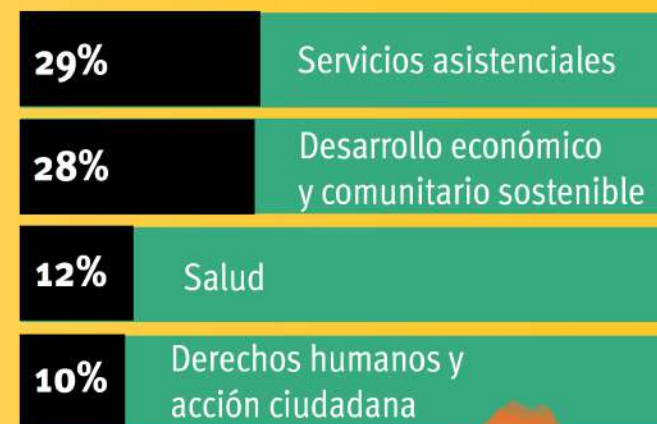 29%
Servicios asistenciales
28%
Desarrollo económico
y comunitario sostenible
12%
Salud
10%
Derechos humanos y
acción ciudadana